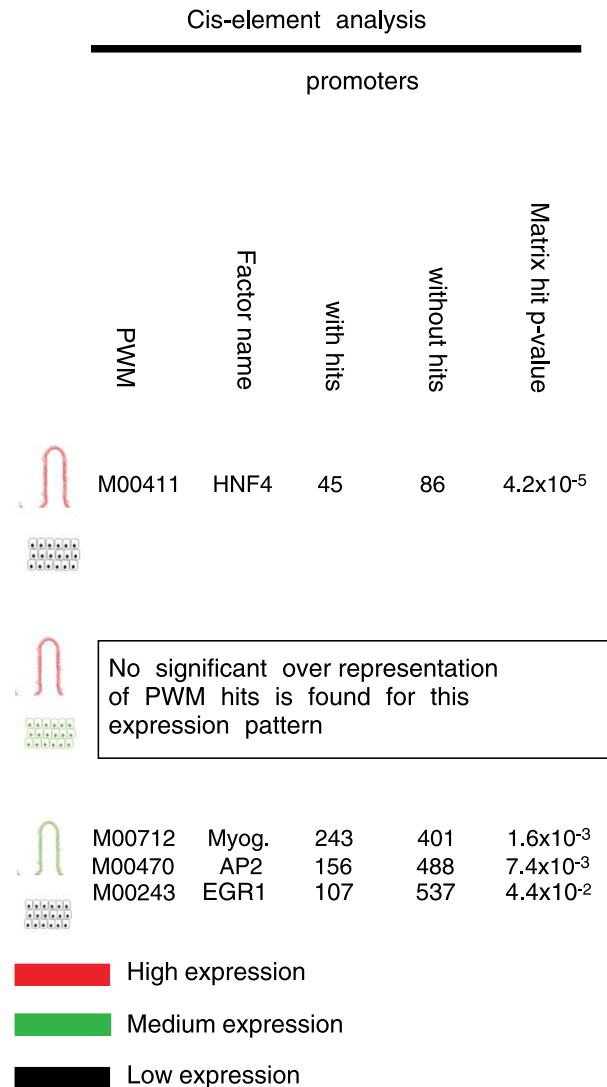 Cis-element analysis
promoters
PWM
Factor name
with hits
without hits
Matrix hit p-value
M00411 HNF4 45 86 4.2x10-5
No significant over representation
of PWM hits is found for this
expression pattern
M00712 Myog. 243 401 1.6x10-3
M00470 AP2 156 488 7.4x10-3
M00243 EGR1 107 537 4.4x10-2
High expression
Medium expression
Low expression